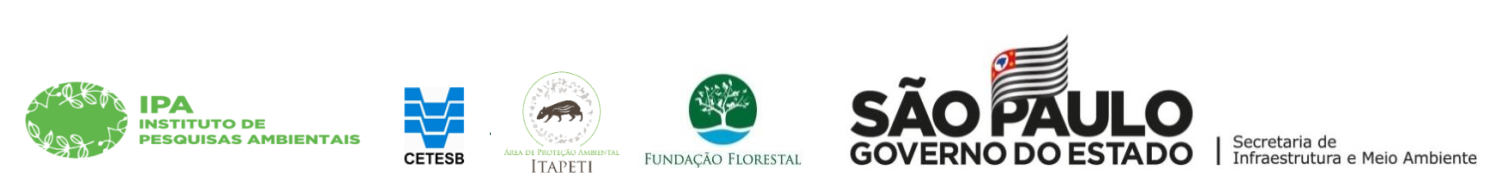 IPA
INSTITUTO DE
PESQUISAS AMBIENTAIS
CETESB
ÁREA DE PROTEÇÃO AMBIENTAL
ITAPETI
FUNDAÇÃO FLORESTAL
SÃO PAULO
GOVERNO DO ESTADO
Secretaria de
Infraestrutura e Meio Ambiente